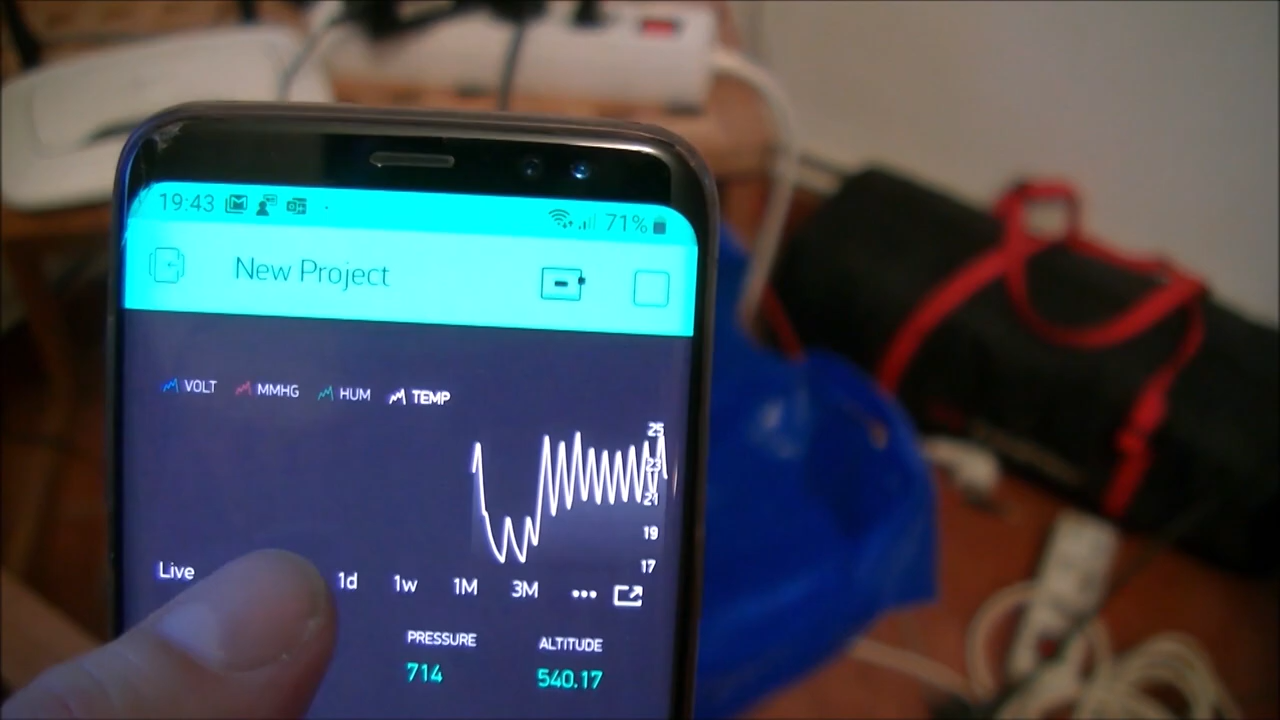 19:43 71%
New Project
VOLT MMHG HUM TEMP
25
23
21
19
17
Live 1d 1w 1M 3M
PRESSURE ALTITUDE
714 540.17